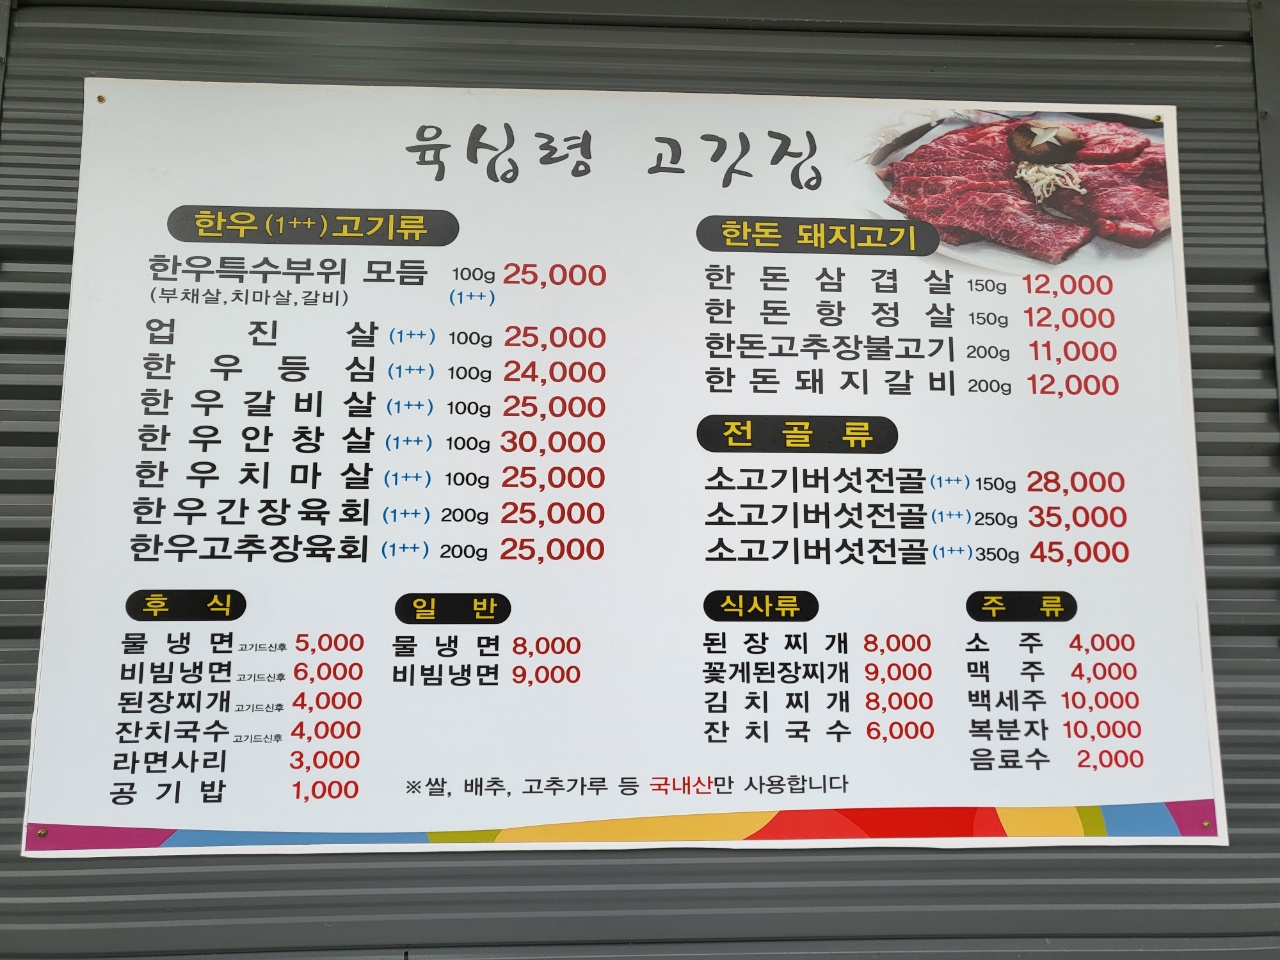 육십령 고깃집
한우(1++)고기류
한우특수부위 모듬 100g 25,000
(부채살,치마살,갈비) (1++)
업진살 (1++) 100g 25,000
한우등심 (1++) 100g 24,000
한우갈비살 (1++) 100g 25,000
한우안창살 (1++) 100g 30,000
한우치마살 (1++) 100g 25,000
한우간장육회 (1++) 200g 25,000
한우고추장육회 (1++) 200g 25,000
한돈 돼지고기
한돈삼겹살 150g 12,000
한돈항정살 150g 12,000
한돈고추장불고기 200g 11,000
한돈돼지갈비 200g 12,000
전골류
소고기버섯전골(1++) 150g 28,000
소고기버섯전골(1++) 250g 35,000
소고기버섯전골(1++) 350g 45,000
후식
물냉면 고기드신후 5,000
비빔냉면 고기드신후 6,000
된장찌개 고기드신후 4,000
잔치국수 고기드신후 4,000
라면사리 3,000
공기밥 1,000
일반
물냉면 8,000
비빔냉면 9,000
식사류
된장찌개 8,000
꽃게된장찌개 9,000
김치찌개 8,000
잔치국수 6,000
주류
소주 4,000
맥주 4,000
백세주 10,000
복분자 10,000
음료수 2,000
※쌀, 배추, 고추가루 등 국내산만 사용합니다